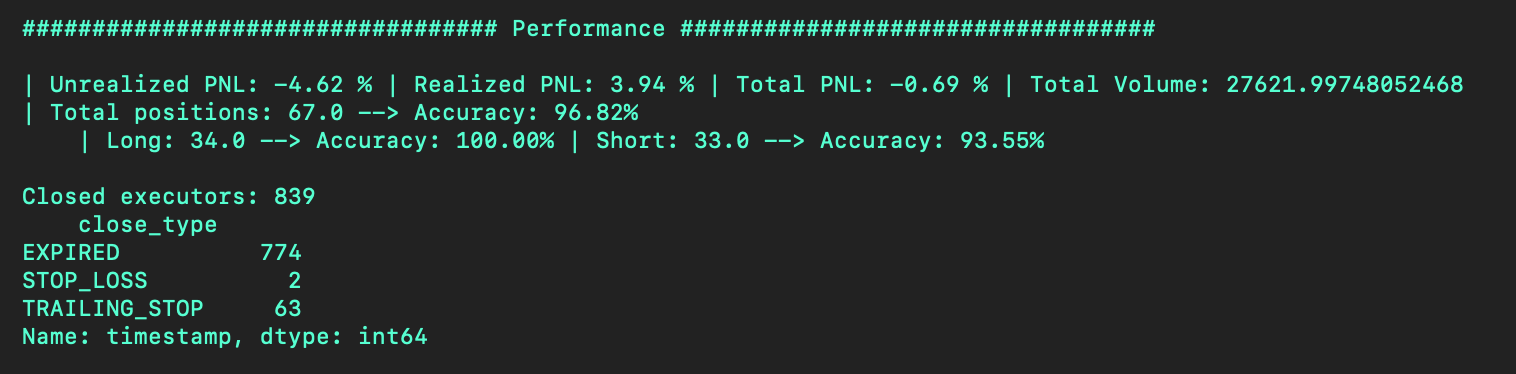 ################################## Performance ##################################
| Unrealized PNL: -4.62 % | Realized PNL: 3.94 % | Total PNL: -0.69 % | Total Volume: 27621.99748052468
| Total positions: 67.0 --> Accuracy: 96.82%
| Long: 34.0 --> Accuracy: 100.00% | Short: 33.0 --> Accuracy: 93.55%
Closed executors: 839
close_type
EXPIRED 774
STOP_LOSS 2
TRAILING_STOP 63
Name: timestamp, dtype: int64